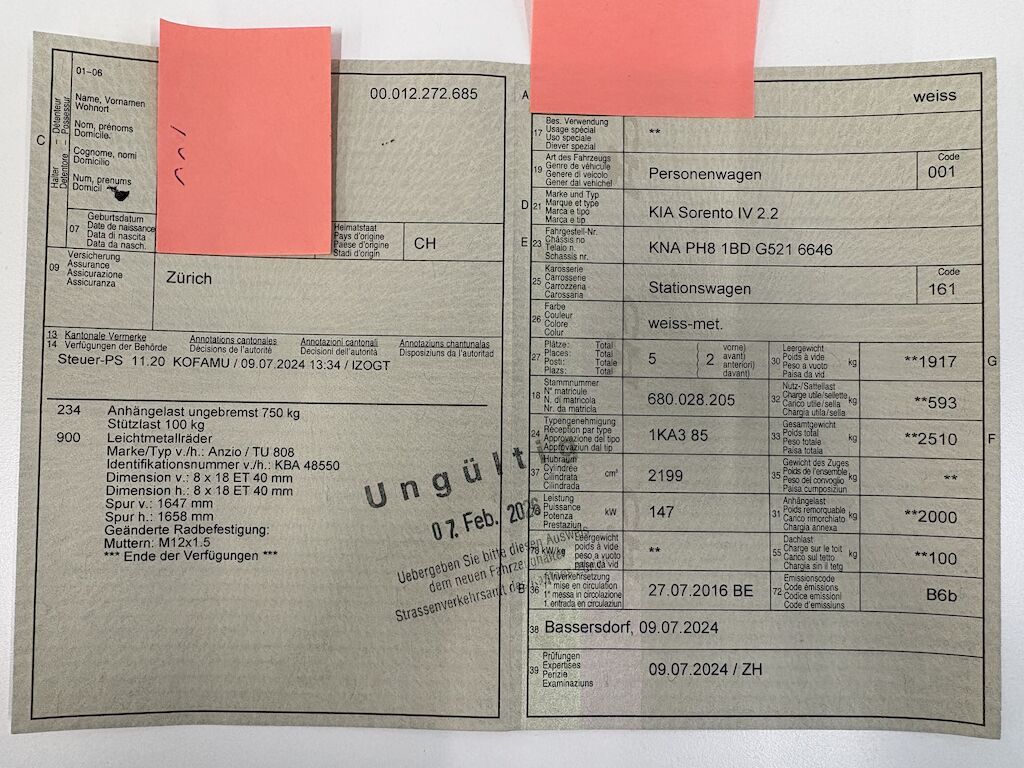 01–06
Halter – Détenteur
Detentore – Possessur
C
Name, Vornamen
Wohnort
Nom, prénoms
Domicile
Cognome, nomi
Domicilio
Num, prenums
Domicil
00.012.272.685
07
Geburtsdatum
Date de naissance
Data di nascita
Data da nasch.
Heimatstaat
Pays d'origine
Paese d'origine
Stadi d'origin
CH
09
Versicherung
Assurance
Assicurazione
Assicuranza
Zürich
13 Kantonale Vermerke Annotations cantonales Annotazioni cantonali Annotaziuns chantunalas
14 Verfügungen der Behörde Décisions de l'autorité Decisioni dell'autorità Disposiziuns da l'autoritad
Steuer-PS 11.20 KOFAMU / 09.07.2024 13:34 / IZOGT
234 Anhängelast ungebremst 750 kg
Stützlast 100 kg
900 Leichtmetallräder
Marke/Typ v./h.: Anzio / TU 808
Identifikationsnummer v./h.: KBA 48550
Dimension v.: 8 x 18 ET 40 mm
Dimension h.: 8 x 18 ET 40 mm
Spur v.: 1647 mm
Spur h.: 1658 mm
Geänderte Radbefestigung:
Muttern: M12x1.5
*** Ende der Verfügungen ***
Ungülti
07. Feb. 2026
Uebergeben Sie bitte diesen Ausweis
dem neuen Fahrzeughalter
Strassenverkehrsamt
A
weiss
17
Bes. Verwendung
Usage spécial
Uso speciale
Diever spezial
**
19
Art des Fahrzeugs
Genre de véhicule
Genere di veicolo
Gener dal vehichel
Personenwagen
Code
001
D
21
Marke und Typ
Marque et type
Marca e tipo
Marca e tip
KIA Sorento IV 2.2
E
23
Fahrgestell-Nr.
Châssis no
Telaio n.
Schassis nr.
KNA PH8 1BD G521 6646
25
Karosserie
Carrosserie
Carrozzeria
Carossaria
Stationswagen
Code
161
26
Farbe
Couleur
Colore
Colur
weiss-met.
27
Plätze: Total
Places: Total
Posti: Totale
Plazs: Total
5
( 2
vorne)
avant)
anteriori)
davant)
30
Leergewicht
Poids à vide
Peso a vuoto
Paisa da vid
kg
**1917
G
18
Stammnummer
N° matricule
N. di matricola
Nr. da matricla
680.028.205
32
Nutz-/Sattellast
Charge utile/sellette
Carico utile/sella
Chargia utila/sella
kg
**593
24
Typengenehmigung
Réception par type
Approvazione del tipo
Approvaziun dal tip
1KA3 85
33
Gesamtgewicht
Poids total
Peso totale
Paisa totala
kg
**2510
F
37
Hubraum
Cylindrée
Cilindrata
Cilindrada
cm³
2199
35
Gewicht des Zuges
Poids de l'ensemble
Peso del convoglio
Paisa cumposiziun
kg
**
Leistung
Puissance
Potenza
Prestaziun
kW
147
31
Anhängelast
Poids remorquable
Carico rimorchiato
Chargia annexa
kg
**2000
78 kW/kg
Leergewicht
poids à vide
peso a vuoto
paisa da vid
**
55
Dachlast
Charge sur le toit
Carico sul tetto
Chargia sin il tetg
kg
**100
B
36
1. Inverkehrsetzung
1re mise en circulation
1a messa in circolazione
1. entrada en circulaziun
27.07.2016 BE
72
Emissionscode
Code émissions
Codice emissioni
Code d'emissiuns
B6b
38
Bassersdorf, 09.07.2024
39
Prüfungen
Expertises
Perizie
Examinaziuns
09.07.2024 / ZH